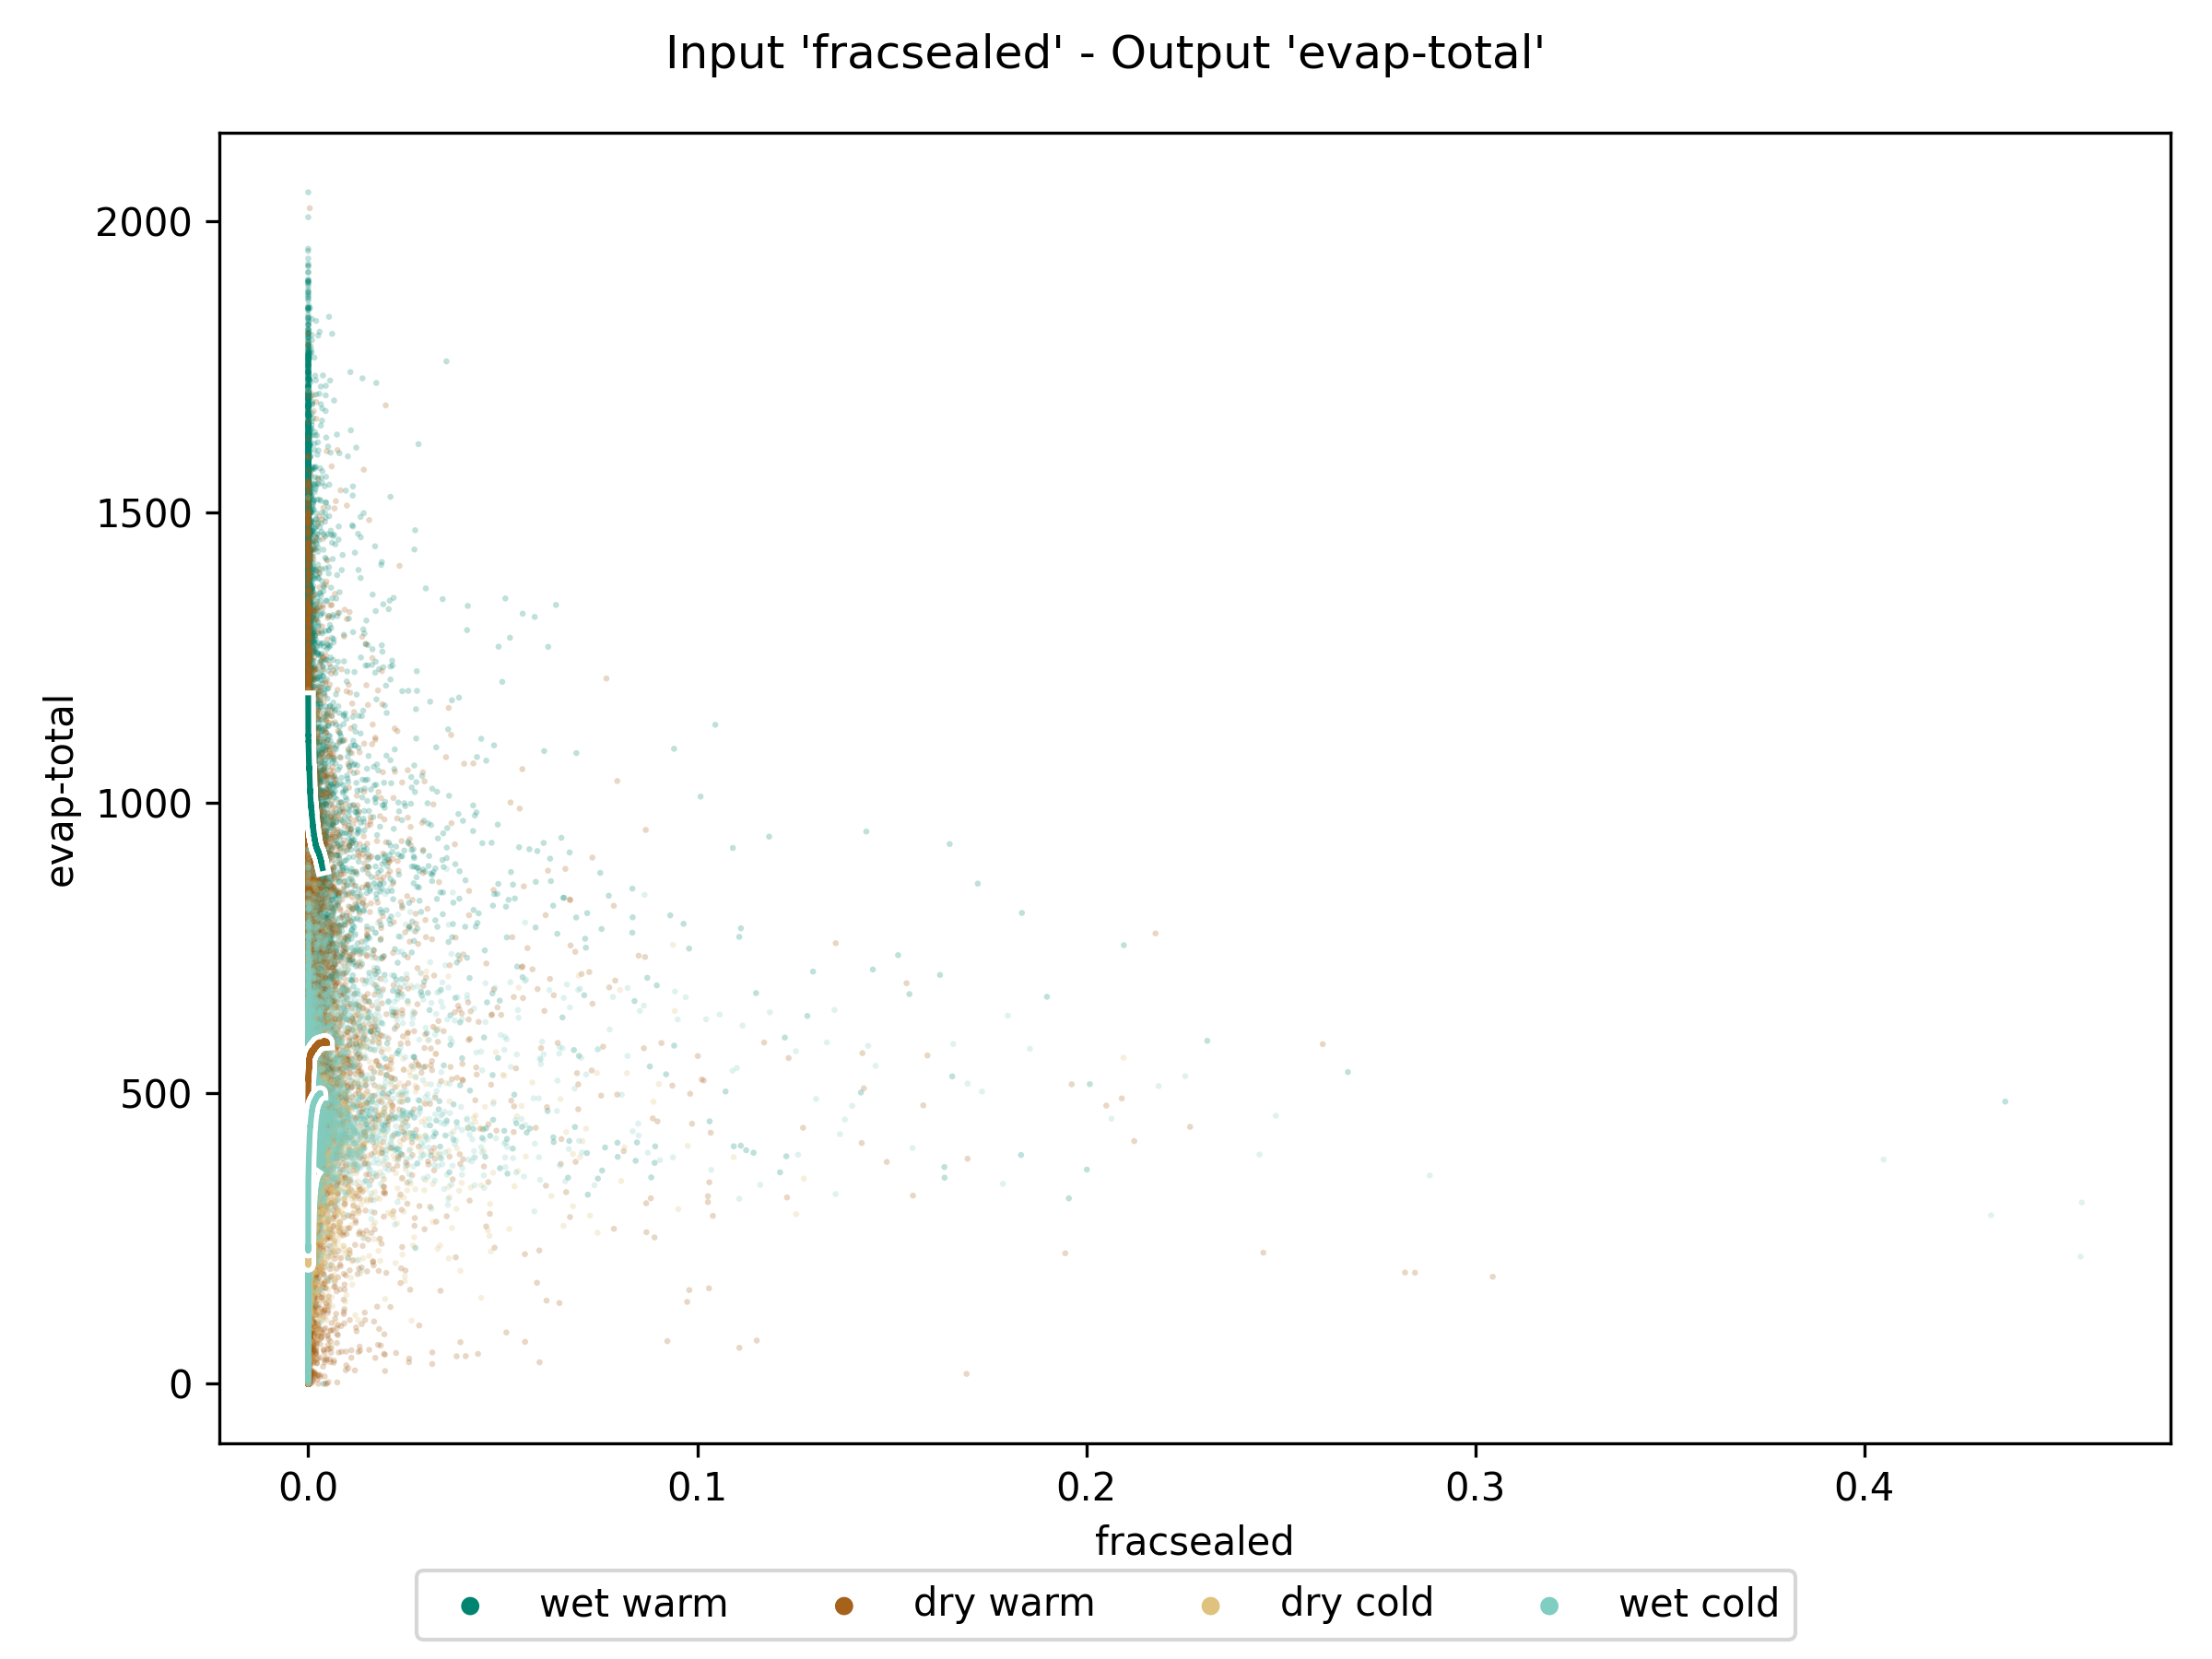 Input 'fracsealed' - Output 'evap-total'
2000
1500
1000
500
0
evap-total
0.0 0.1 0.2 0.3 0.4
fracsealed
wet warm dry warm dry cold wet cold